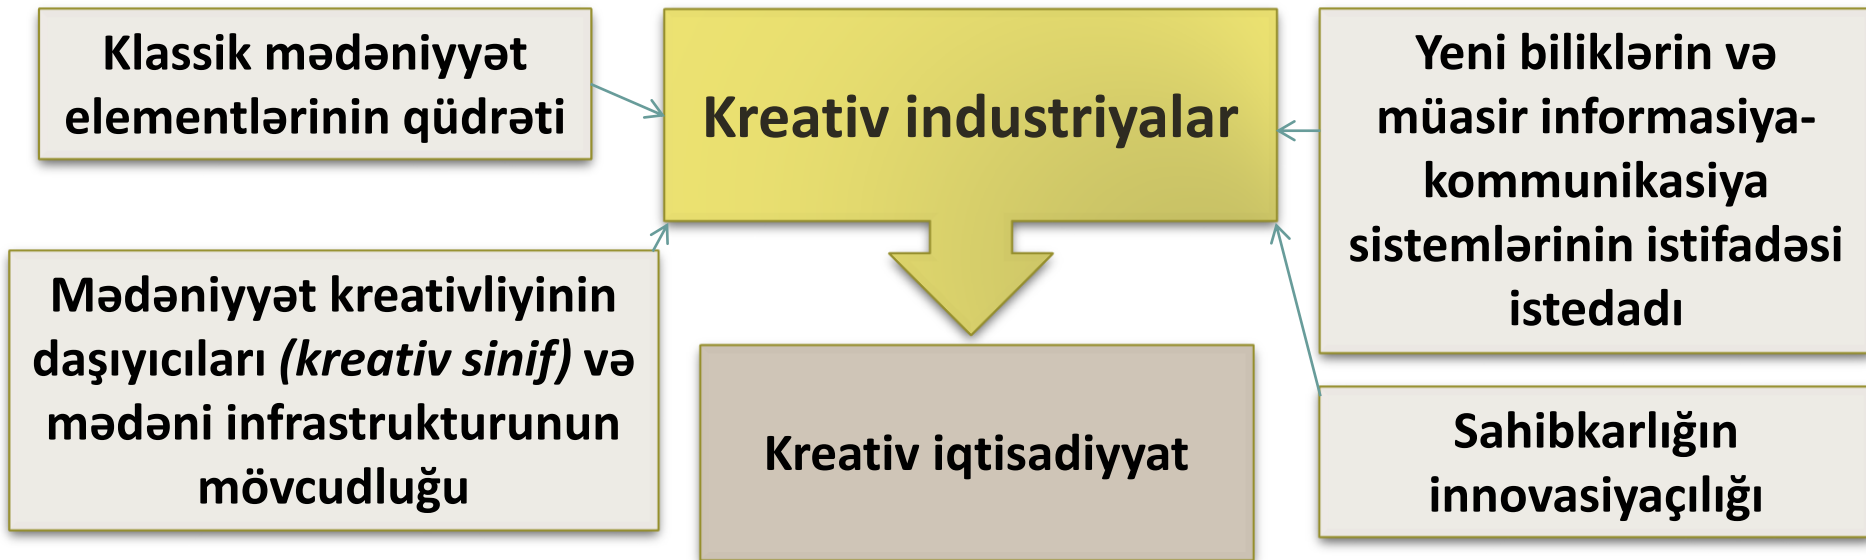 Klassik mədəniyyət
elementlərinin qüdrəti
Kreativ industriyalar
Yeni biliklərin və
müasir informasiya-
kommunikasiya
sistemlərinin istifadəsi
istedadı
Mədəniyyət kreativliyinin
daşıyıcıları (kreativ sinif) və
mədəni infrastrukturunun
mövcudluğu
Kreativ iqtisadiyyat
Sahibkarlığın
innovasiyaçılığı